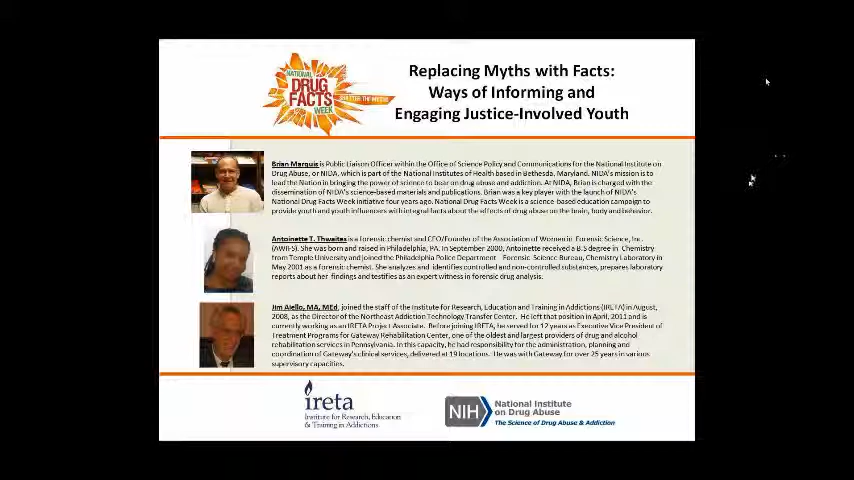 NATIONAL
DRUG
FACTS
WEEK
SHATTER THE MYTHS
Replacing Myths with Facts:
Ways of Informing and
Engaging Justice-Involved Youth
Brian Marquis is Public Liaison Officer within the Office of Science Policy and Communications for the National Institute on
Drug Abuse, or NIDA, which is part of the National Institutes of Health based in Bethesda, Maryland. NIDA's mission is to
lead the Nation in bringing the power of science to bear on drug abuse and addiction. At NIDA, Brian is charged with the
dissemination of NIDA's science-based materials and publications. Brian was a key player with the launch of NIDA's
National Drug Facts Week initiative four years ago. National Drug Facts Week is a science-based education campaign to
provide youth and youth influencers with integral facts about the effects of drug abuse on the brain, body and behavior.
Antoinette T. Thwaites is a forensic chemist and CEO/Founder of the Association of Women in Forensic Science, Inc.
(AWIFS). She was born and raised in Philadelphia, PA. In September 2000, Antoinette received a B.S degree in Chemistry
from Temple University and joined the Philadelphia Police Department Forensic Science Bureau, Chemistry Laboratory in
May 2001 as a forensic chemist. She analyzes and identifies controlled and non-controlled substances, prepares laboratory
reports about her findings and testifies as an expert witness in forensic drug analysis.
Jim Aiello, MA, MEd, joined the staff of the Institute for Research, Education and Training in Addictions (IRETA) in August,
2008, as the Director of the Northeast Addiction Technology Transfer Center. He left that position in April, 2011 and is
currently working as an IRETA Project Associate. Before joining IRETA, he served for 12 years as Executive Vice President of
Treatment Programs for Gateway Rehabilitation Center, one of the oldest and largest providers of drug and alcohol
rehabilitation services in Pennsylvania. In this capacity, he had responsibility for the administration, planning and
coordination of Gateway's clinical services, delivered at 19 locations. He was with Gateway for over 25 years in various
supervisory capacities.
ireta
Institute for Research, Education
& Training in Addictions
NIH
National Institute
on Drug Abuse
The Science of Drug Abuse & Addiction